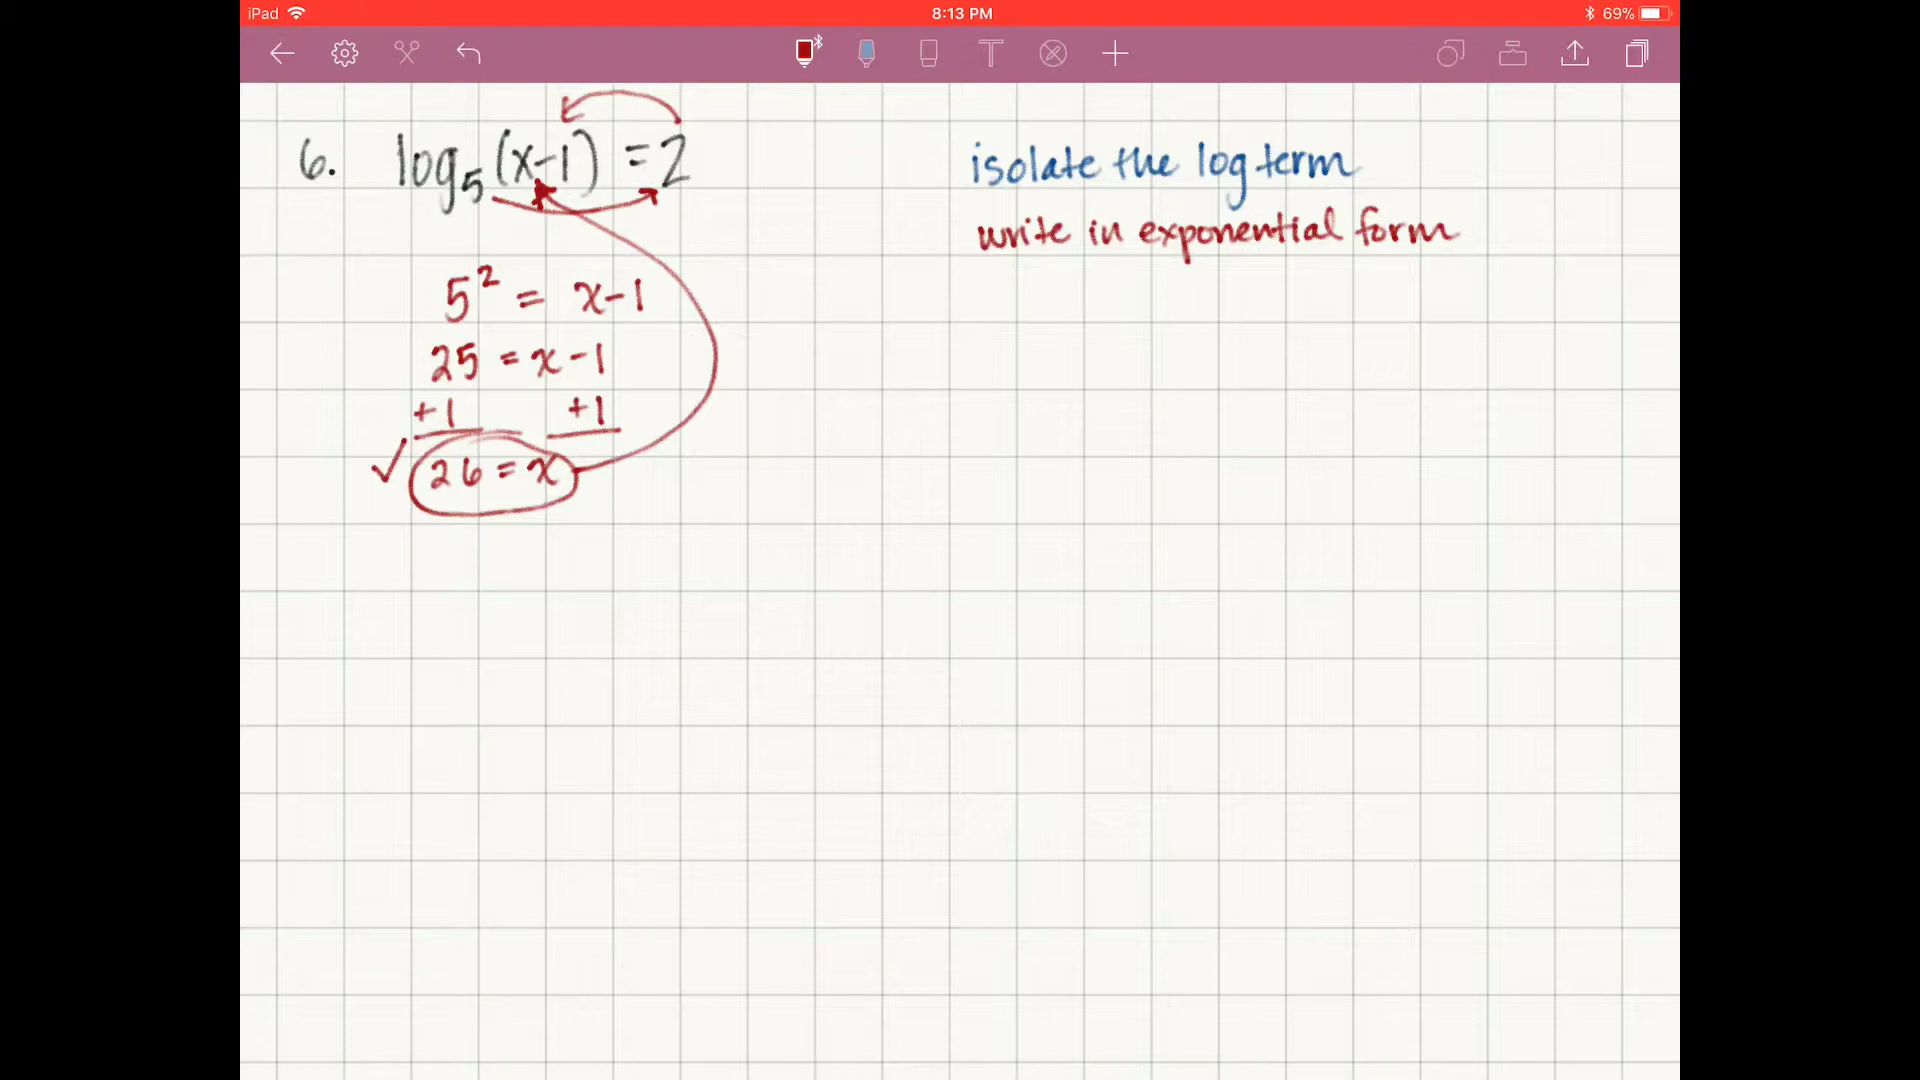 iPad
8:13 PM
69%
T
6. log₅(x-1) = 2
isolate the log term
write in exponential form
5² = x-1
25 = x-1
+1 +1
√ 26 = x